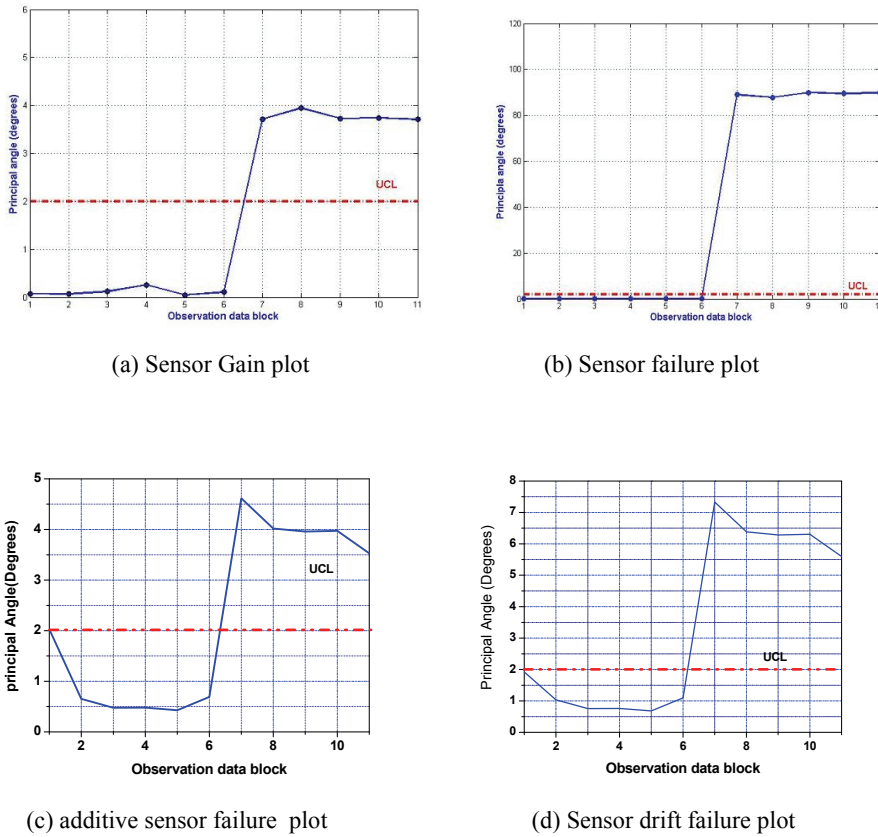 6
5
4
3
2
1
0
Principal angle (degrees)
UCL
1 2 3 4 5 6 7 8 9 10 11
Observation data block
(a) Sensor Gain plot
120
100
80
60
40
20
0
Principla angle (degrees)
UCL
1 2 3 4 5 6 7 8 9 10
Observation data block
(b) Sensor failure plot
5
4
3
2
1
0
principal Angle(Degrees)
UCL
2 4 6 8 10
Observation data block
(c) additive sensor failure plot
8
7
6
5
4
3
2
1
0
Principal Angle (Degrees)
UCL
2 4 6 8 10
Observation data block
(d) Sensor drift failure plot